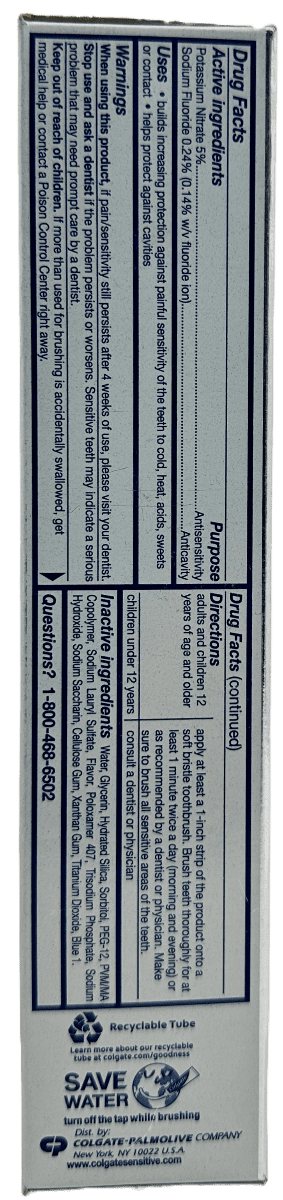 Drug Facts
Active ingredients Purpose
Potassium Nitrate 5%..........Antisensitivity
Sodium Fluoride 0.24% (0.14% w/v fluoride ion)..........Anticavity
Uses • builds increasing protection against painful sensitivity of the teeth to cold, heat, acids, sweets
or contact • helps protect against cavities
Warnings
When using this product, if pain/sensitivity still persists after 4 weeks of use, please visit your dentist.
Stop use and ask a dentist if the problem persists or worsens. Sensitive teeth may indicate a serious
problem that may need prompt care by a dentist.
Keep out of reach of children. If more than used for brushing is accidentally swallowed, get
medical help or contact a Poison Control Center right away.
Drug Facts (continued)
Directions
adults and children 12
years of age and older
apply at least a 1-inch strip of the product onto a
soft bristle toothbrush. Brush teeth thoroughly for at
least 1 minute twice a day (morning and evening) or
as recommended by a dentist or physician. Make
sure to brush all sensitive areas of the teeth.
children under 12 years consult a dentist or physician
Inactive ingredients Water, Glycerin, Hydrated Silica, Sorbitol, PEG-12, PVM/MA
Copolymer, Sodium Lauryl Sulfate, Flavor, Poloxamer 407, Trisodium Phosphate, Sodium
Hydroxide, Sodium Saccharin, Cellulose Gum, Xanthan Gum, Titanium Dioxide, Blue 1.
Questions? 1-800-468-6502
Recyclable Tube
Learn more about our recyclable
tube at colgate.com/goodness
SAVE
WATER
turn off the tap while brushing
Dist. by:
CP COLGATE-PALMOLIVE COMPANY
New York, NY 10022 U.S.A.
www.colgatesensitive.com